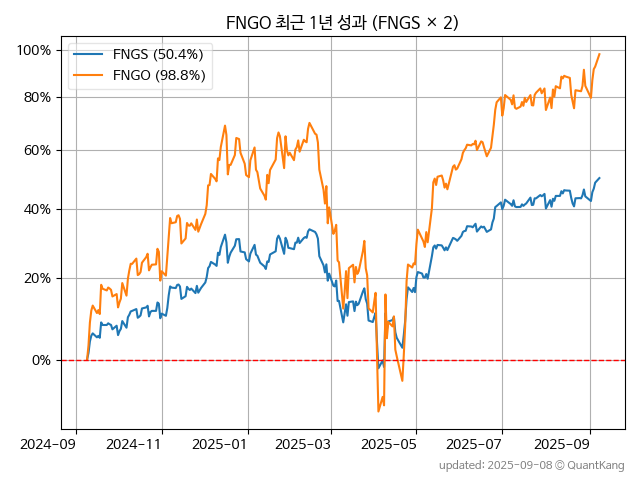 FNGO 최근 1년 성과 (FNGS × 2)
FNGS (50.4%)
FNGO (98.8%)
100%
80%
60%
40%
20%
0%
2024-09 2024-11 2025-01 2025-03 2025-05 2025-07 2025-09
updated: 2025-09-08 © QuantKang